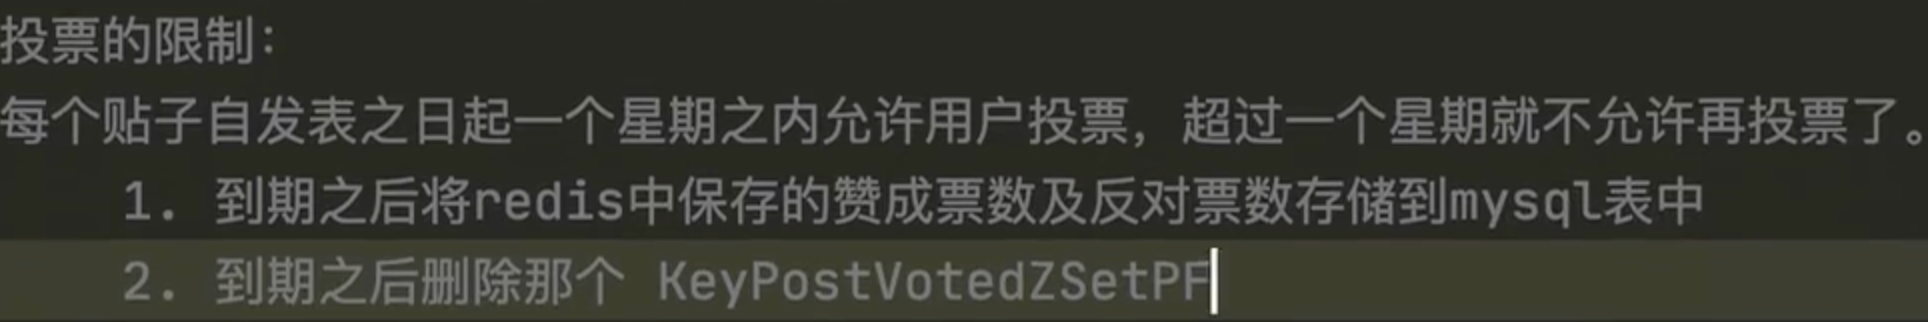 投票的限制：
每个贴子自发表之日起一个星期之内允许用户投票，超过一个星期就不允许再投票了。
1. 到期之后将redis中保存的赞成票数及反对票数存储到mysql表中
2. 到期之后删除那个 KeyPostVotedZSetPF